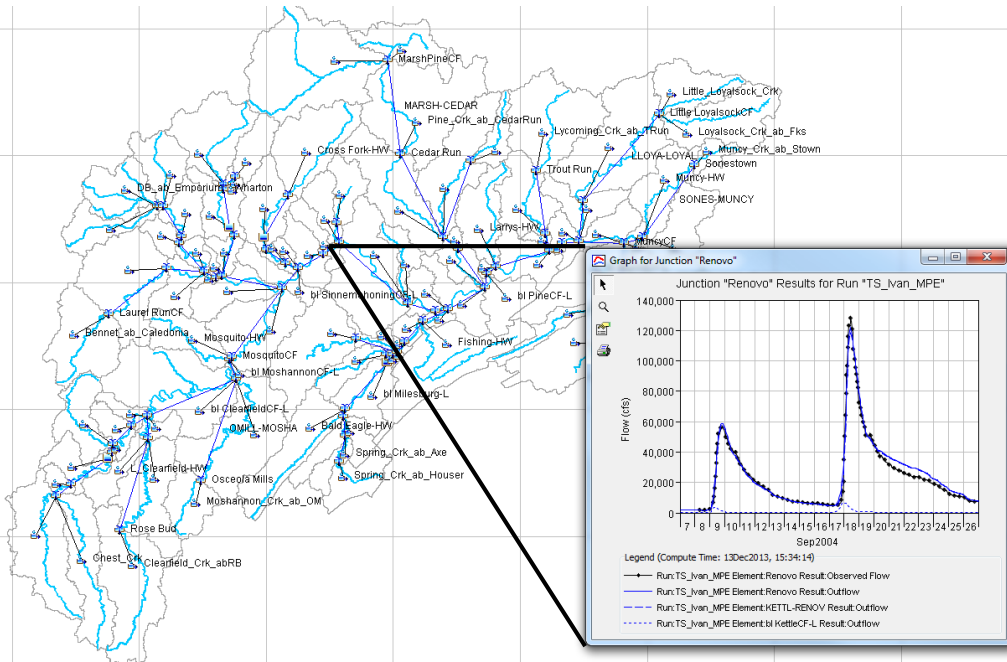 MarshPineCF
MARSH-CEDAR
Pine_Crk_ab_CedarRun
Little_Loyalsock_Crk
Little LoyalsockCF
Lycoming_Crk_ab_TRun
Loyalsock_Crk_ab_Fks
Cross Fork-HW
Cedar Run
LLOYA-LOYAL
Muncy_Crk_ab_Stown
Sonestown
Trout Run
Muncy-HW
DB_ab_Emporium
Wharton
SONES-MUNCY
Larrys-HW
MuncyCF
bl SinnemahoningCF
bl PineCF-L
Laurel RunCF
Bennet_ab_Caledonia
Mosquito-HW
Fishing-HW
MosquitoCF
bl MoshannonCF-L
bl Milesburg-L
bl ClearfieldCF-L
OMILL-MOSHA
Bald Eagle-HW
Spring_Crk_ab_Axe
L_Clearfield-HW
Osceola Mills
Spring_Crk_ab_Houser
Moshannon_Crk_ab_OM
Rose Bud
Chest_Crk
Clearfield_Crk_abRB
Graph for Junction "Renovo"
Junction "Renovo" Results for Run "TS_Ivan_MPE"
140,000
120,000
100,000
80,000
60,000
40,000
20,000
0
Flow (cfs)
7 8 9 10 11 12 13 14 15 16 17 18 19 20 21 22 23 24 25 26
Sep2004
Legend (Compute Time: 13Dec2013, 15:34:14)
Run:TS_Ivan_MPE Element:Renovo Result:Observed Flow
Run:TS_Ivan_MPE Element:Renovo Result:Outflow
Run:TS_Ivan_MPE Element:KETTL-RENOV Result:Outflow
Run:TS_Ivan_MPE Element:bl KettleCF-L Result:Outflow